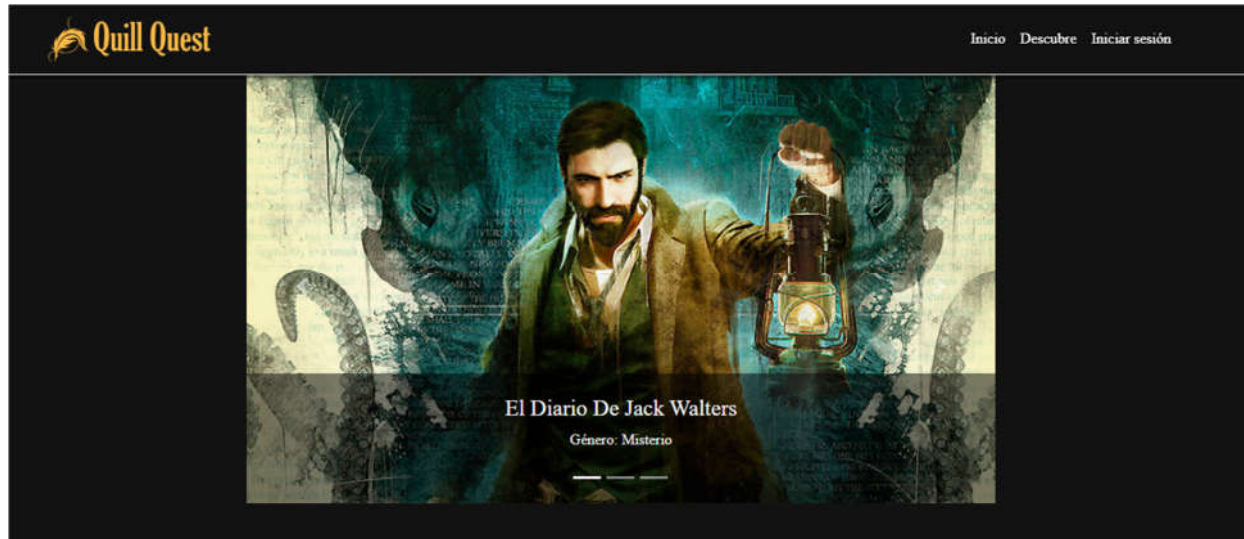 Quill Quest
Inicio Descubre Iniciar sesión
El Diario De Jack Walters
Género: Misterio